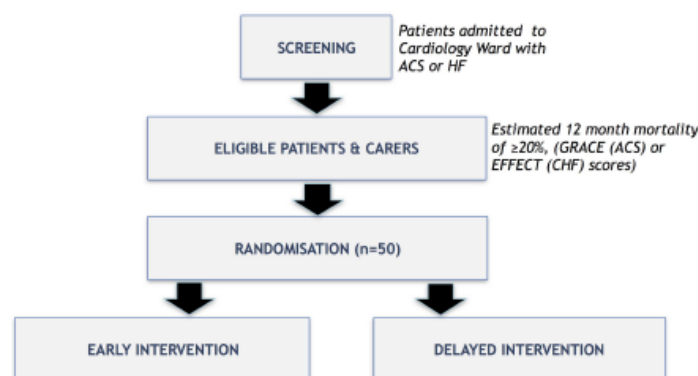 SCREENING
Patients admitted to
Cardiology Ward with
ACS or HF
ELIGIBLE PATIENTS & CARERS
Estimated 12 month mortality
of ≥20%, (GRACE (ACS) or
EFFECT (CHF) scores)
RANDOMISATION (n=50)
EARLY INTERVENTION
DELAYED INTERVENTION